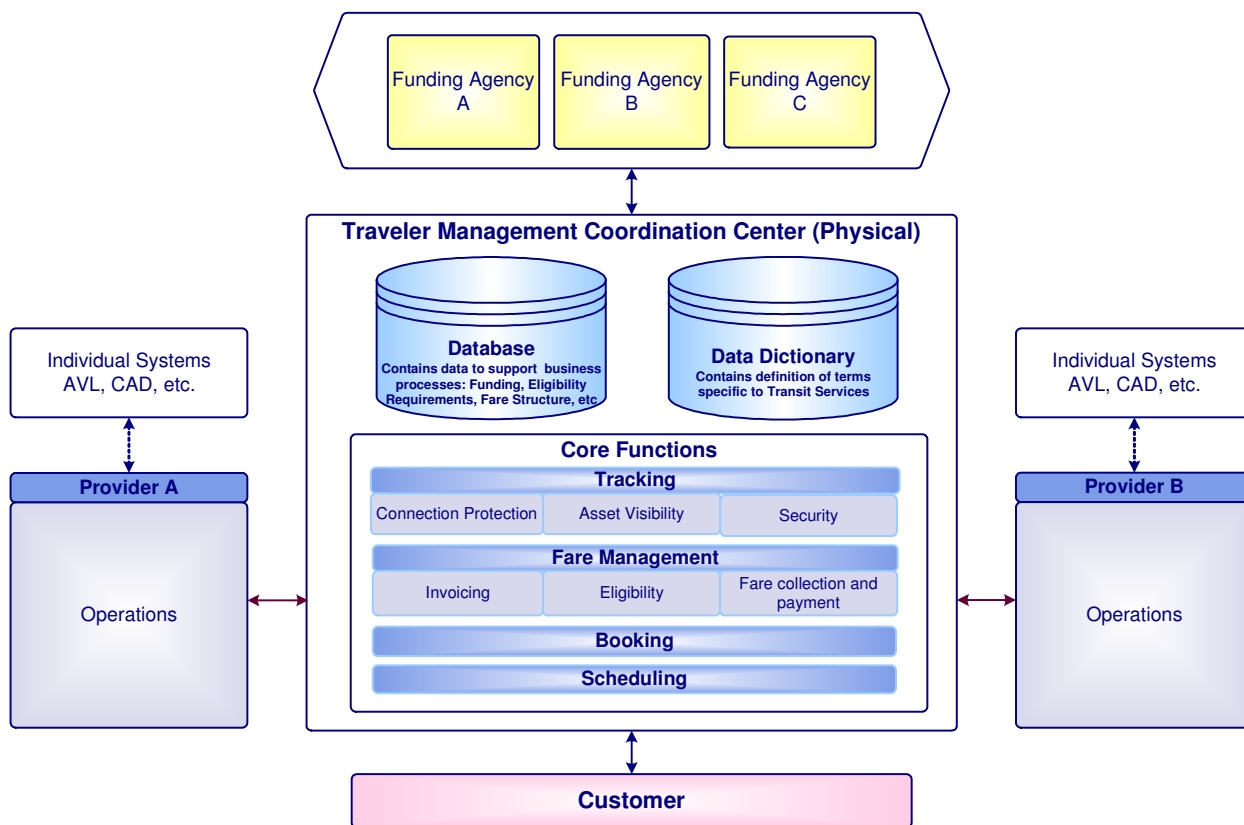 Funding Agency
A
Funding Agency
B
Funding Agency
C
Traveler Management Coordination Center (Physical)
Database
Contains data to support business
processes: Funding, Eligibility
Requirements, Fare Structure, etc
Data Dictionary
Contains definition of terms
specific to Transit Services
Individual Systems
AVL, CAD, etc.
Provider A
Operations
Core Functions
Tracking
Connection Protection
Asset Visibility
Security
Fare Management
Invoicing
Eligibility
Fare collection and
payment
Booking
Scheduling
Individual Systems
AVL, CAD, etc.
Provider B
Operations
Customer